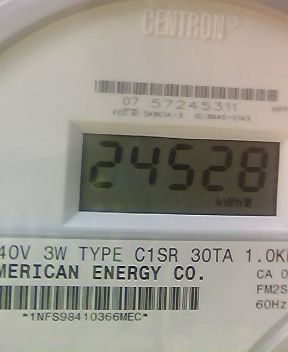 CENTRON®
07 57245311
24528
kWh
40V 3W TYPE C1SR 30TA 1.0K
MERICAN ENERGY CO.
CA 0
FM2S
60Hz
*1NFS98410366MEC*